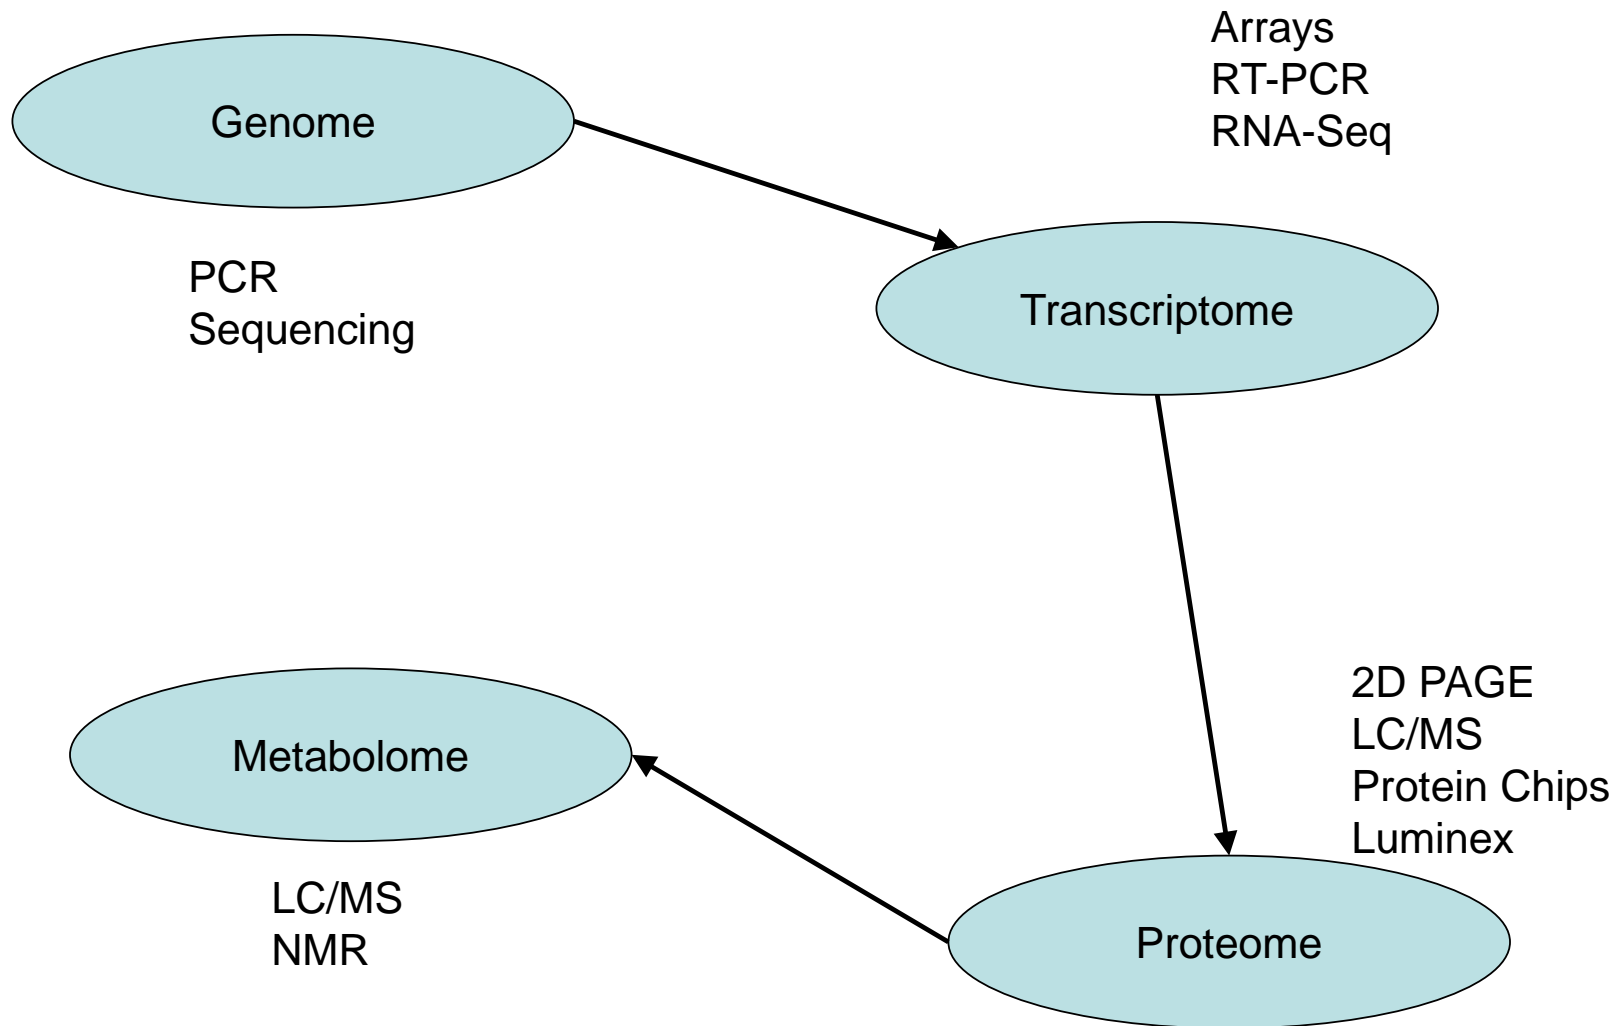 Genome
PCR
Sequencing
Arrays
RT-PCR
RNA-Seq
Transcriptome
2D PAGE
LC/MS
Protein Chips
Luminex
Proteome
Metabolome
LC/MS
NMR